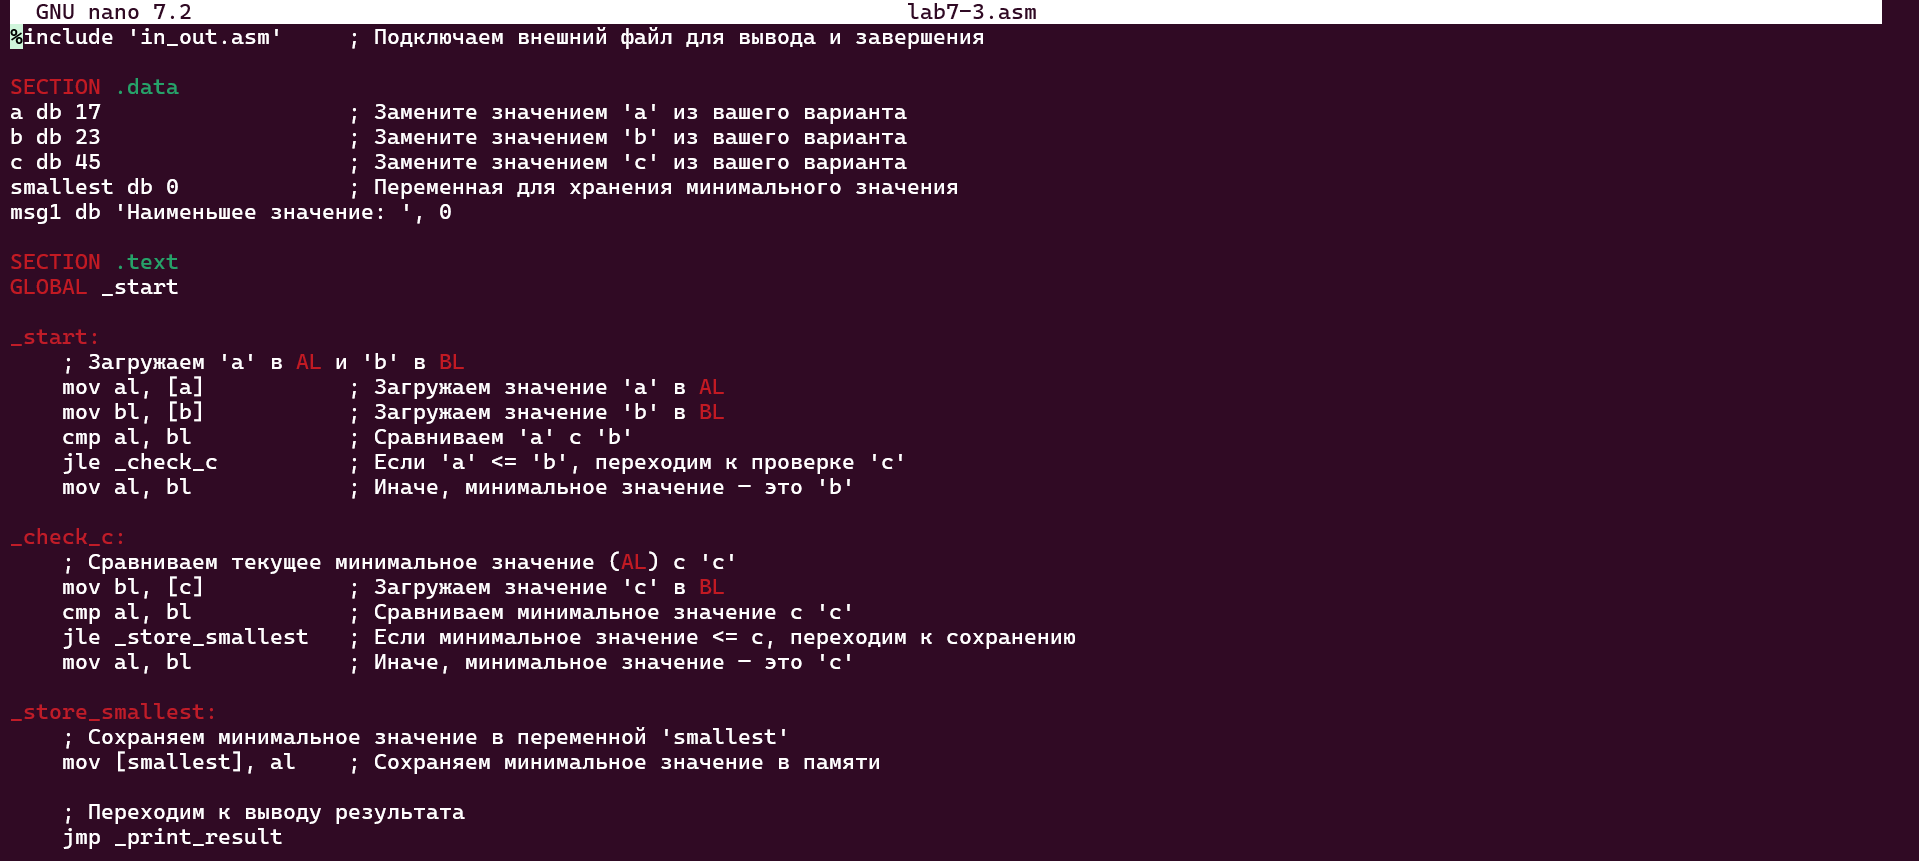 GNU nano 7.2 lab7-3.asm
%include 'in_out.asm'     ; Подключаем внешний файл для вывода и завершения
SECTION .data
a db 17                   ; Замените значением 'a' из вашего варианта
b db 23                   ; Замените значением 'b' из вашего варианта
c db 45                   ; Замените значением 'c' из вашего варианта
smallest db 0             ; Переменная для хранения минимального значения
msg1 db 'Наименьшее значение: ', 0
SECTION .text
GLOBAL _start
_start:
    ; Загружаем 'a' в AL и 'b' в BL
    mov al, [a]           ; Загружаем значение 'a' в AL
    mov bl, [b]           ; Загружаем значение 'b' в BL
    cmp al, bl            ; Сравниваем 'a' с 'b'
    jle _check_c          ; Если 'a' <= 'b', переходим к проверке 'c'
    mov al, bl            ; Иначе, минимальное значение — это 'b'
_check_c:
    ; Сравниваем текущее минимальное значение (AL) с 'c'
    mov bl, [c]           ; Загружаем значение 'c' в BL
    cmp al, bl            ; Сравниваем минимальное значение с 'c'
    jle _store_smallest   ; Если минимальное значение <= c, переходим к сохранению
    mov al, bl            ; Иначе, минимальное значение — это 'c'
_store_smallest:
    ; Сохраняем минимальное значение в переменной 'smallest'
    mov [smallest], al    ; Сохраняем минимальное значение в памяти
    ; Переходим к выводу результата
    jmp _print_result